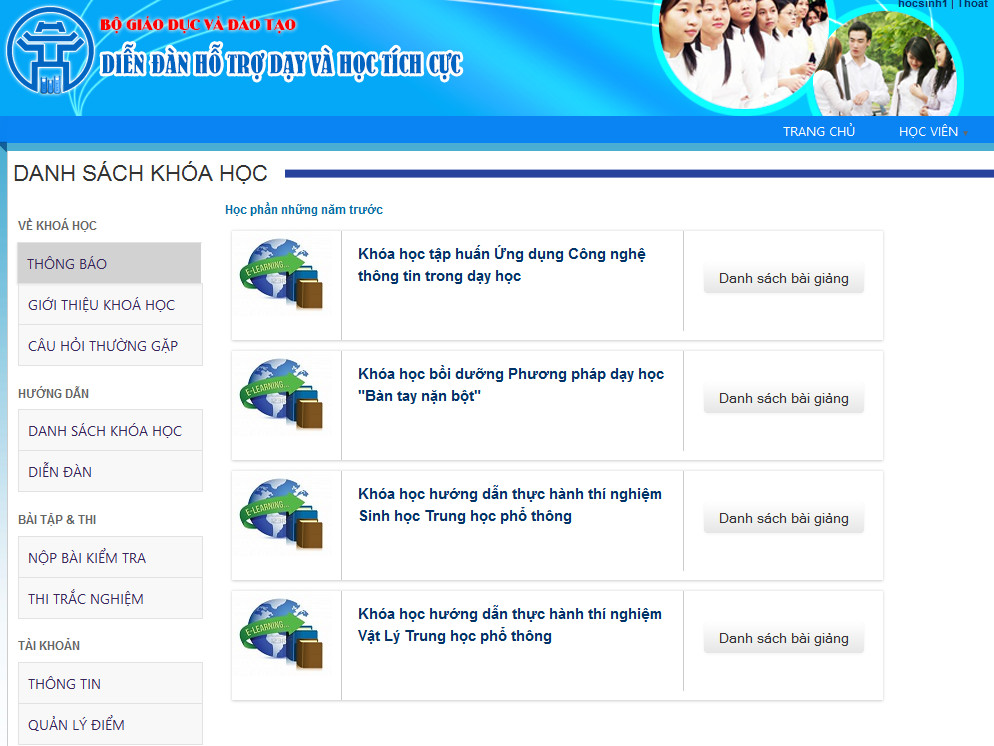 hocsinh1 | Thoát
BỘ GIÁO DỤC VÀ ĐÀO TẠO
DIỄN ĐÀN HỖ TRỢ DẠY VÀ HỌC TÍCH CỰC
TRANG CHỦ
HỌC VIÊN
DANH SÁCH KHÓA HỌC
VỀ KHOÁ HỌC
THÔNG BÁO
GIỚI THIỆU KHOÁ HỌC
CÂU HỎI THƯỜNG GẶP
HƯỚNG DẪN
DANH SÁCH KHÓA HỌC
DIỄN ĐÀN
BÀI TẬP & THI
NỘP BÀI KIỂM TRA
THI TRẮC NGHIỆM
TÀI KHOẢN
THÔNG TIN
QUẢN LÝ ĐIỂM
Học phần những năm trước
E-LEARNING...
Khóa học tập huấn Ứng dụng Công nghệ
thông tin trong dạy học
Danh sách bài giảng
E-LEARNING...
Khóa học bồi dưỡng Phương pháp dạy học
"Bàn tay nặn bột"
Danh sách bài giảng
E-LEARNING...
Khóa học hướng dẫn thực hành thí nghiệm
Sinh học Trung học phổ thông
Danh sách bài giảng
E-LEARNING...
Khóa học hướng dẫn thực hành thí nghiệm
Vật Lý Trung học phổ thông
Danh sách bài giảng